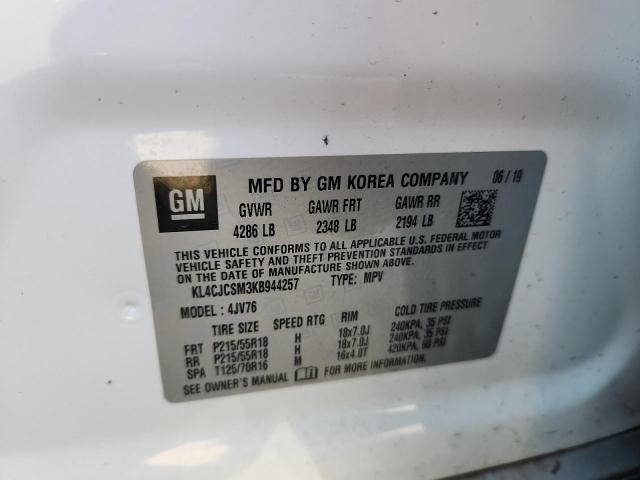 GM MFD BY GM KOREA COMPANY 06/19
GVWR GAWR FRT GAWR RR
4286 LB 2348 LB 2194 LB
THIS VEHICLE CONFORMS TO ALL APPLICABLE U.S. FEDERAL MOTOR
VEHICLE SAFETY AND THEFT PREVENTION STANDARDS IN EFFECT
ON THE DATE OF MANUFACTURE SHOWN ABOVE.
KL4CJCSM3KB944257 TYPE: MPV
MODEL: 4JV76
TIRE SIZE SPEED RTG RIM COLD TIRE PRESSURE
FRT P215/55R18 H 18x7.0J 240KPA, 35 PSI
RR P215/55R18 H 18x7.0J 240KPA, 35 PSI
SPA T125/70R16 M 16x4.0T 420KPA, 60 PSI
SEE OWNER'S MANUAL FOR MORE INFORMATION.